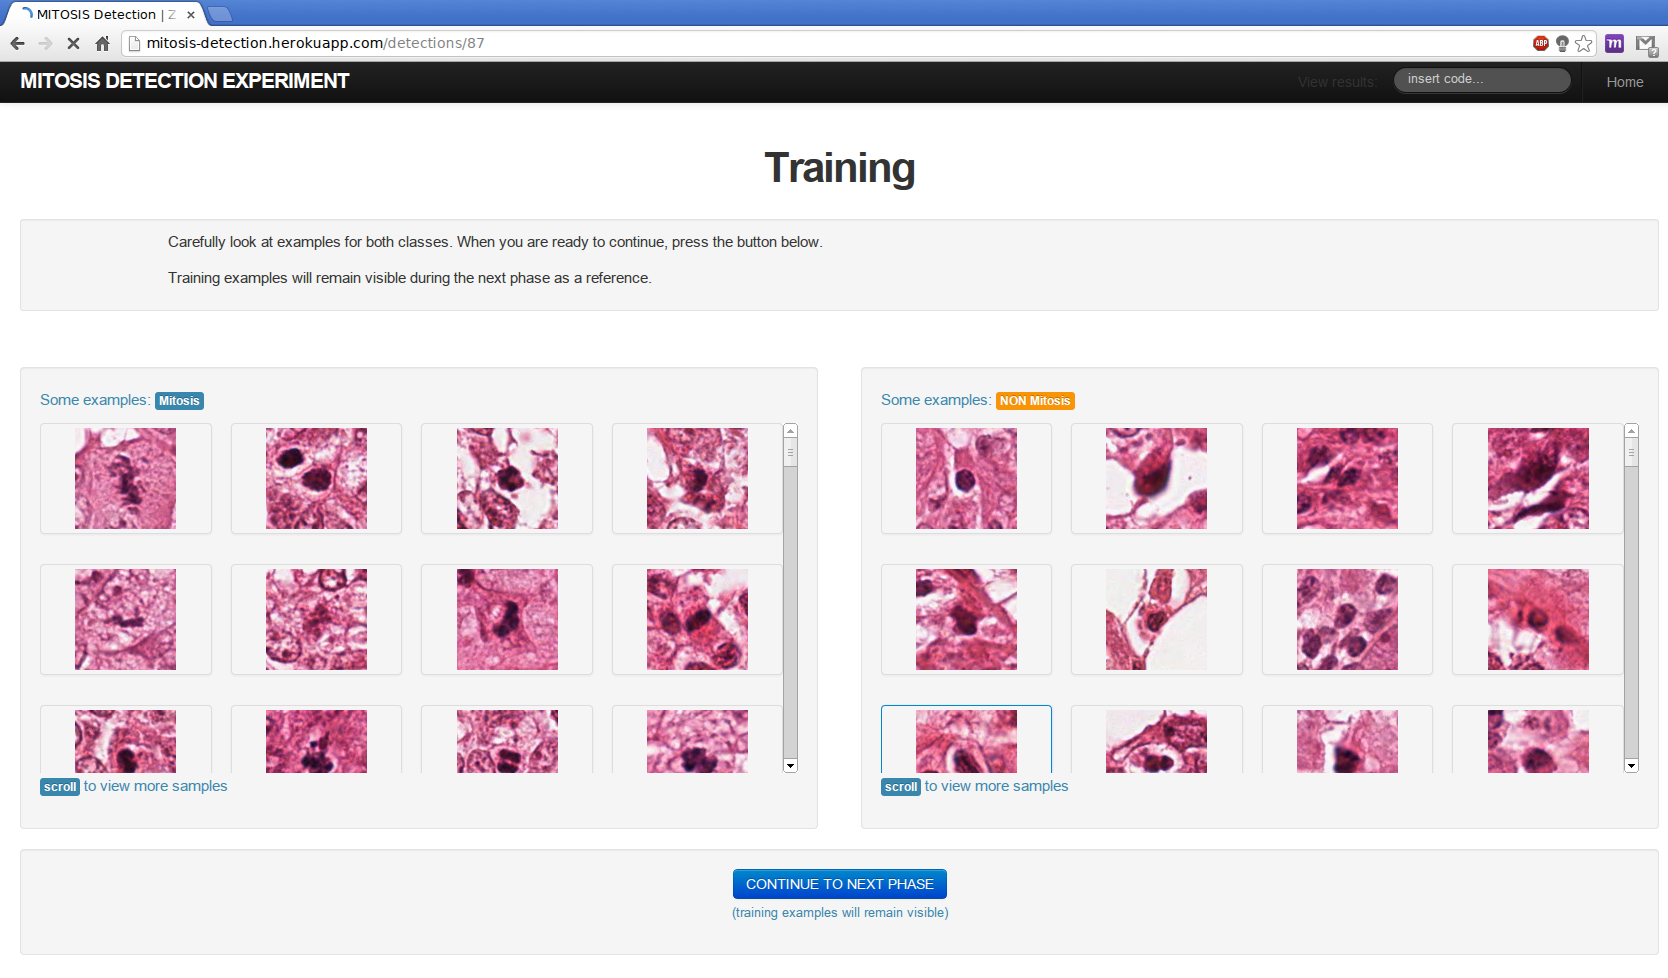 MITOSIS Detection | Z
mitosis-detection.herokuapp.com/detections/87
ABP
m
MITOSIS DETECTION EXPERIMENT
View results:
insert code...
Home
Training
Carefully look at examples for both classes. When you are ready to continue, press the button below.
Training examples will remain visible during the next phase as a reference.
Some examples: Mitosis
Some examples: NON Mitosis
scroll to view more samples
scroll to view more samples
CONTINUE TO NEXT PHASE
(training examples will remain visible)